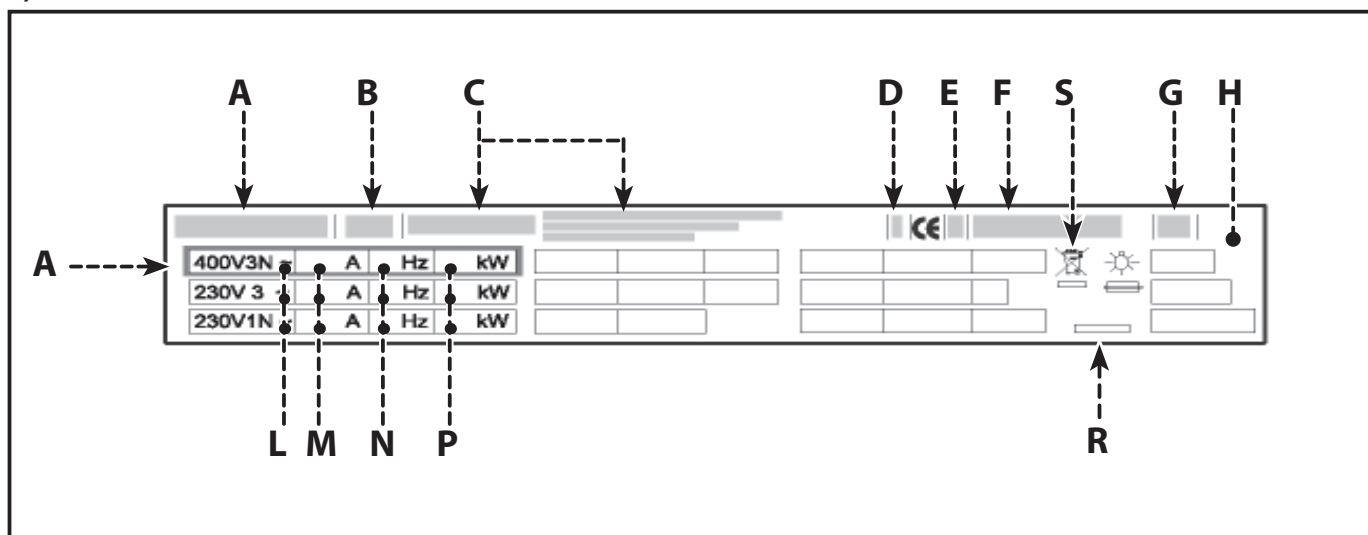 A B C D E F S G H
CE
A
400V3N ~ A Hz kW
230V 3 ~ A Hz kW
230V1N ~ A Hz kW
L M N P R